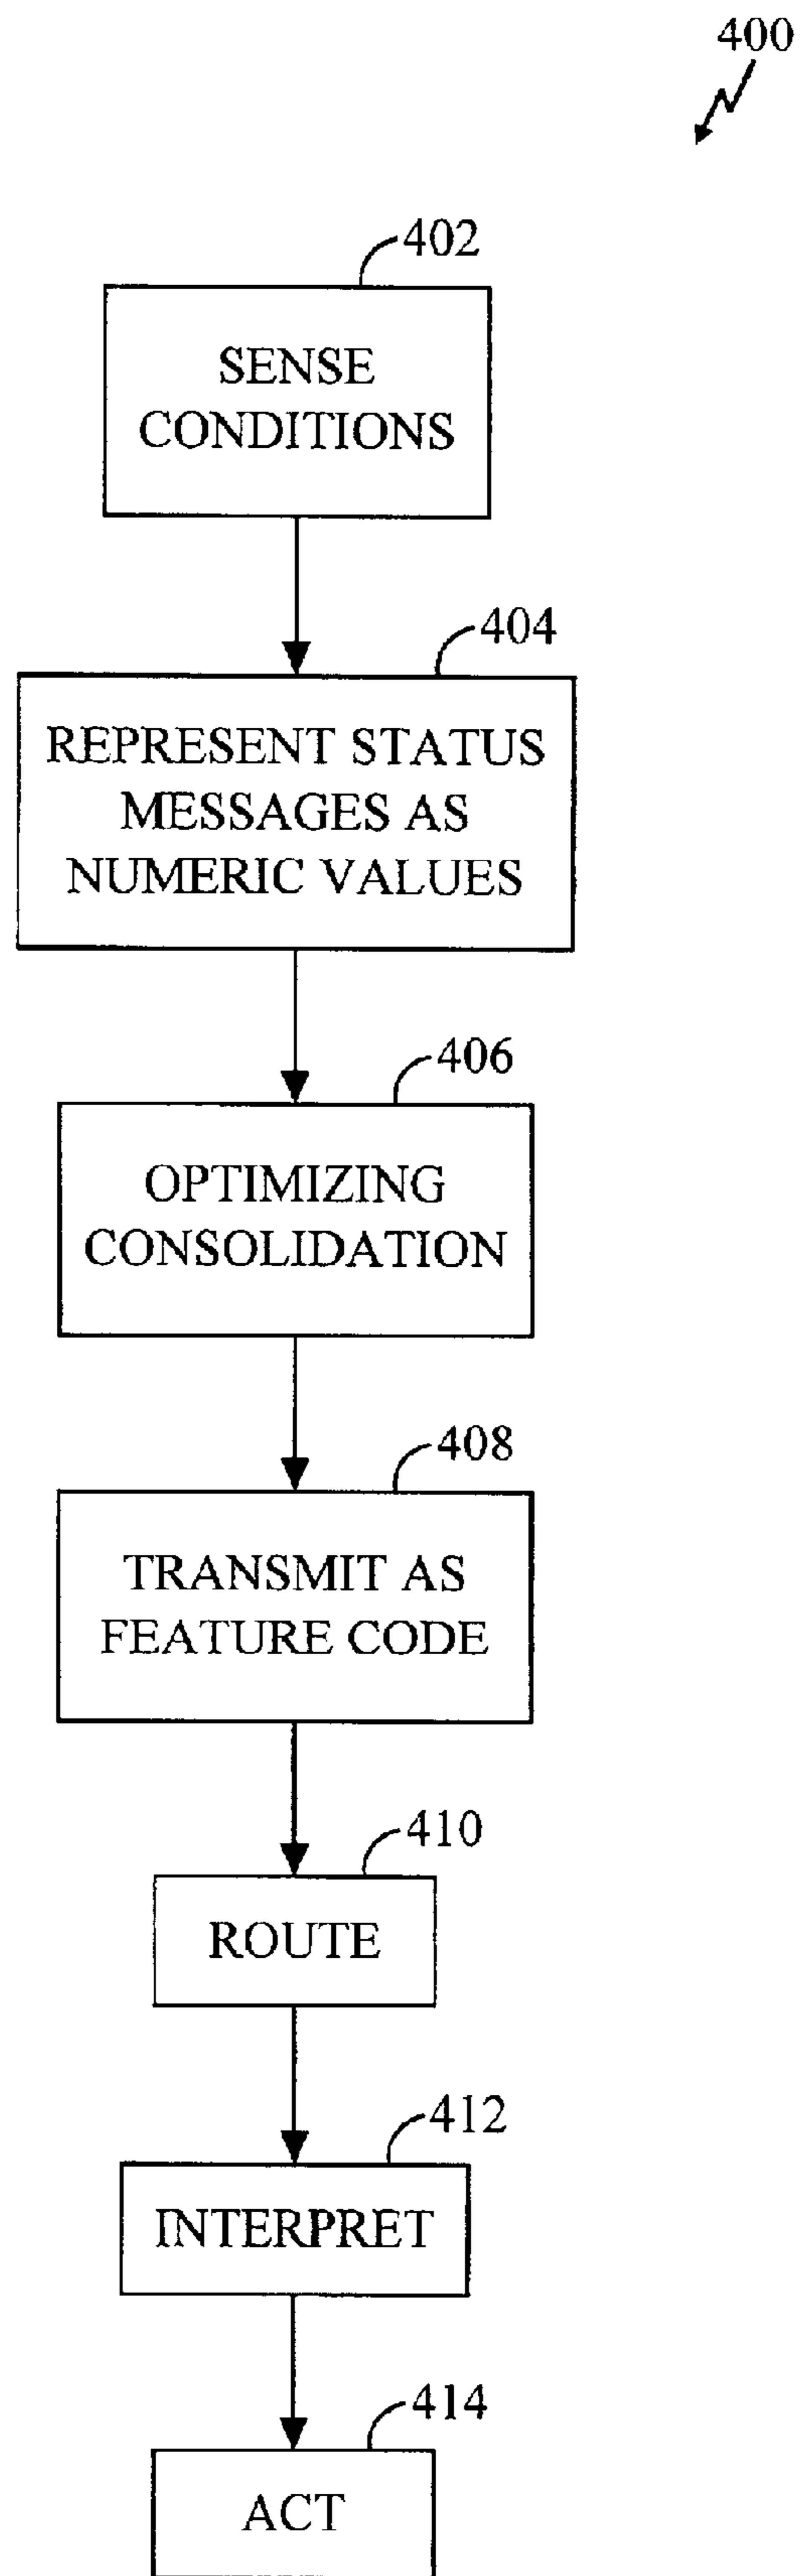 400
402
SENSE
CONDITIONS
404
REPRESENT STATUS
MESSAGES AS
NUMERIC VALUES
406
OPTIMIZING
CONSOLIDATION
408
TRANSMIT AS
FEATURE CODE
410
ROUTE
412
INTERPRET
414
ACT